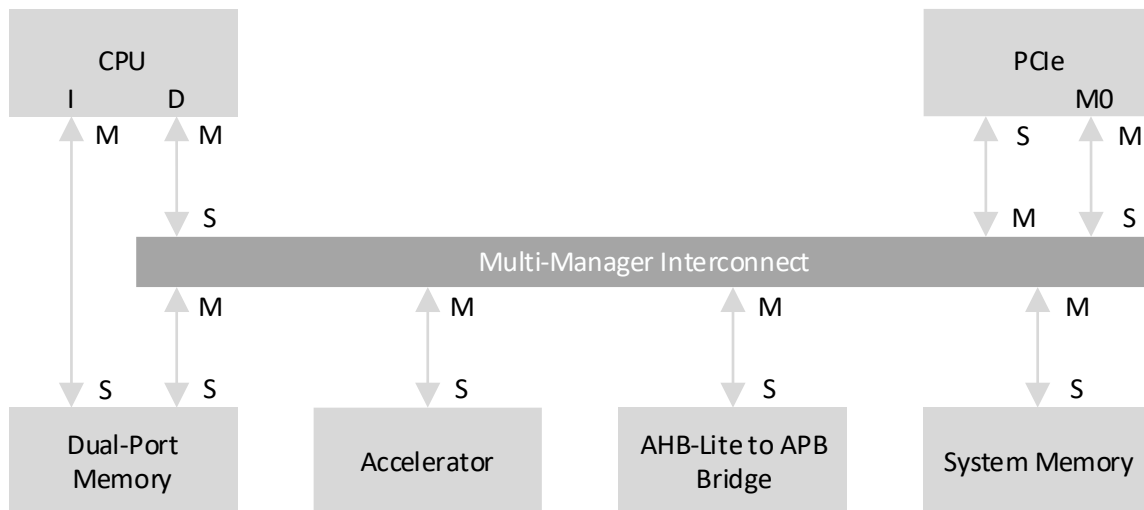 CPU
PCIe
I D
M0
M M
S M
S
M S
Multi-Manager Interconnect
M M M M
S S S S S
Dual-Port
Memory
Accelerator
AHB-Lite to APB
Bridge
System Memory